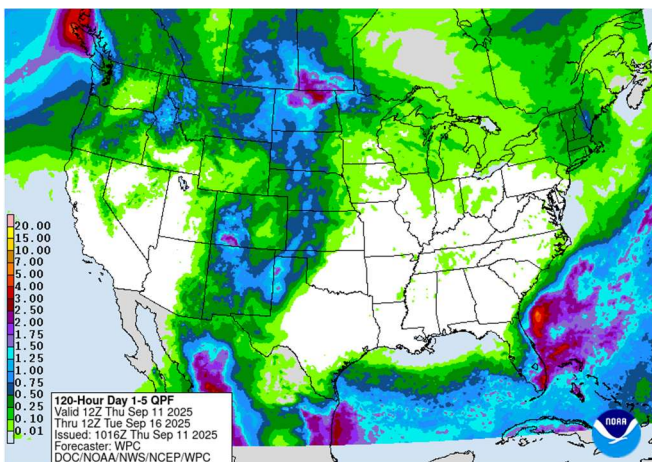 20.00
15.00
10.00
7.00
5.00
4.00
3.00
2.50
2.00
1.75
1.50
1.25
1.00
0.75
0.50
0.25
0.10
0.01
120-Hour Day 1-5 QPF
Valid 12Z Thu Sep 11 2025
Thru 12Z Tue Sep 16 2025
Issued: 1016Z Thu Sep 11 2025
Forecaster: WPC
DOC/NOAA/NWS/NCEP/WPC
NOAA